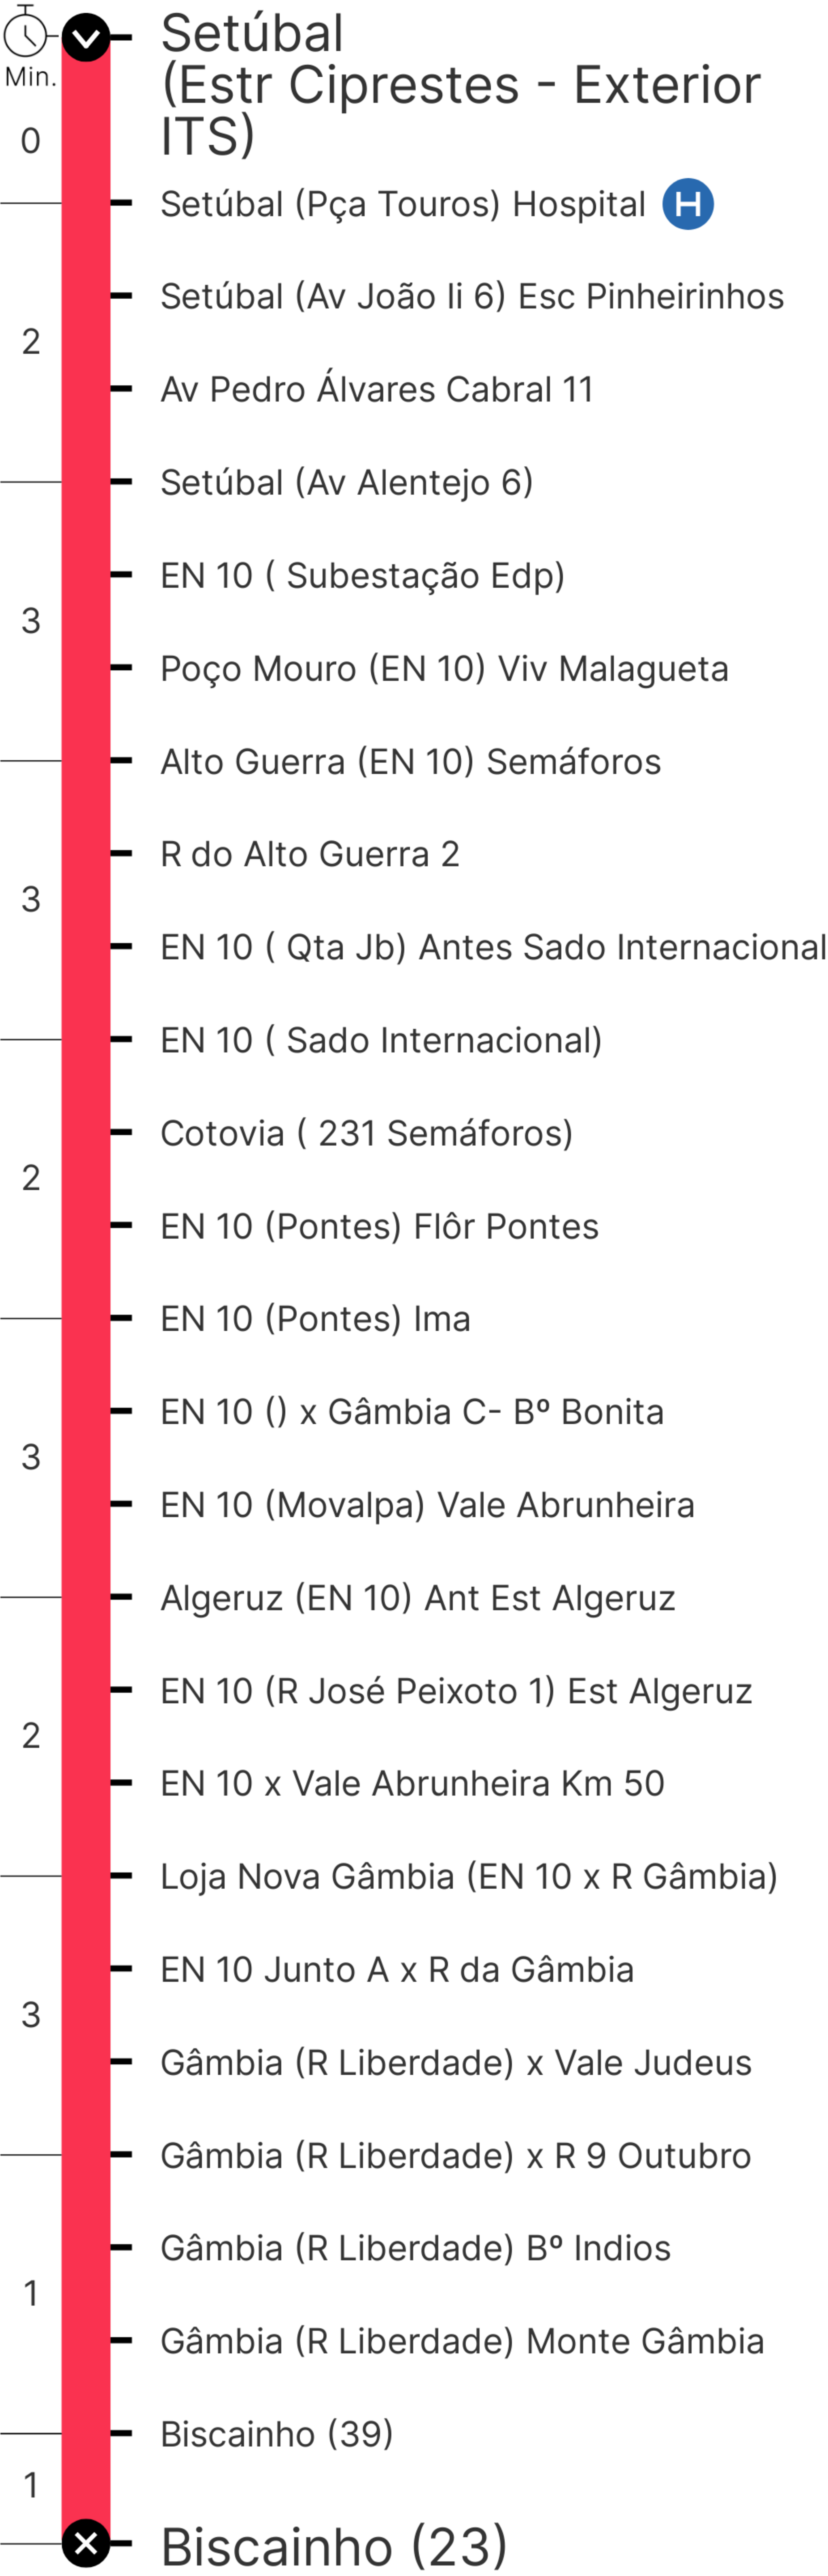 Setúbal
(Estr Ciprestes - Exterior
ITS)
Min.
0
Setúbal (Pça Touros) Hospital H
Setúbal (Av João Ii 6) Esc Pinheirinhos
2
Av Pedro Álvares Cabral 11
Setúbal (Av Alentejo 6)
EN 10 ( Subestação Edp)
3
Poço Mouro (EN 10) Viv Malagueta
Alto Guerra (EN 10) Semáforos
R do Alto Guerra 2
3
EN 10 ( Qta Jb) Antes Sado Internacional
EN 10 ( Sado Internacional)
Cotovia ( 231 Semáforos)
2
EN 10 (Pontes) Flôr Pontes
EN 10 (Pontes) Ima
EN 10 () x Gâmbia C- Bº Bonita
3
EN 10 (Movalpa) Vale Abrunheira
Algeruz (EN 10) Ant Est Algeruz
EN 10 (R José Peixoto 1) Est Algeruz
2
EN 10 x Vale Abrunheira Km 50
Loja Nova Gâmbia (EN 10 x R Gâmbia)
EN 10 Junto A x R da Gâmbia
3
Gâmbia (R Liberdade) x Vale Judeus
Gâmbia (R Liberdade) x R 9 Outubro
Gâmbia (R Liberdade) Bº Indios
1
Gâmbia (R Liberdade) Monte Gâmbia
Biscainho (39)
1
Biscainho (23)